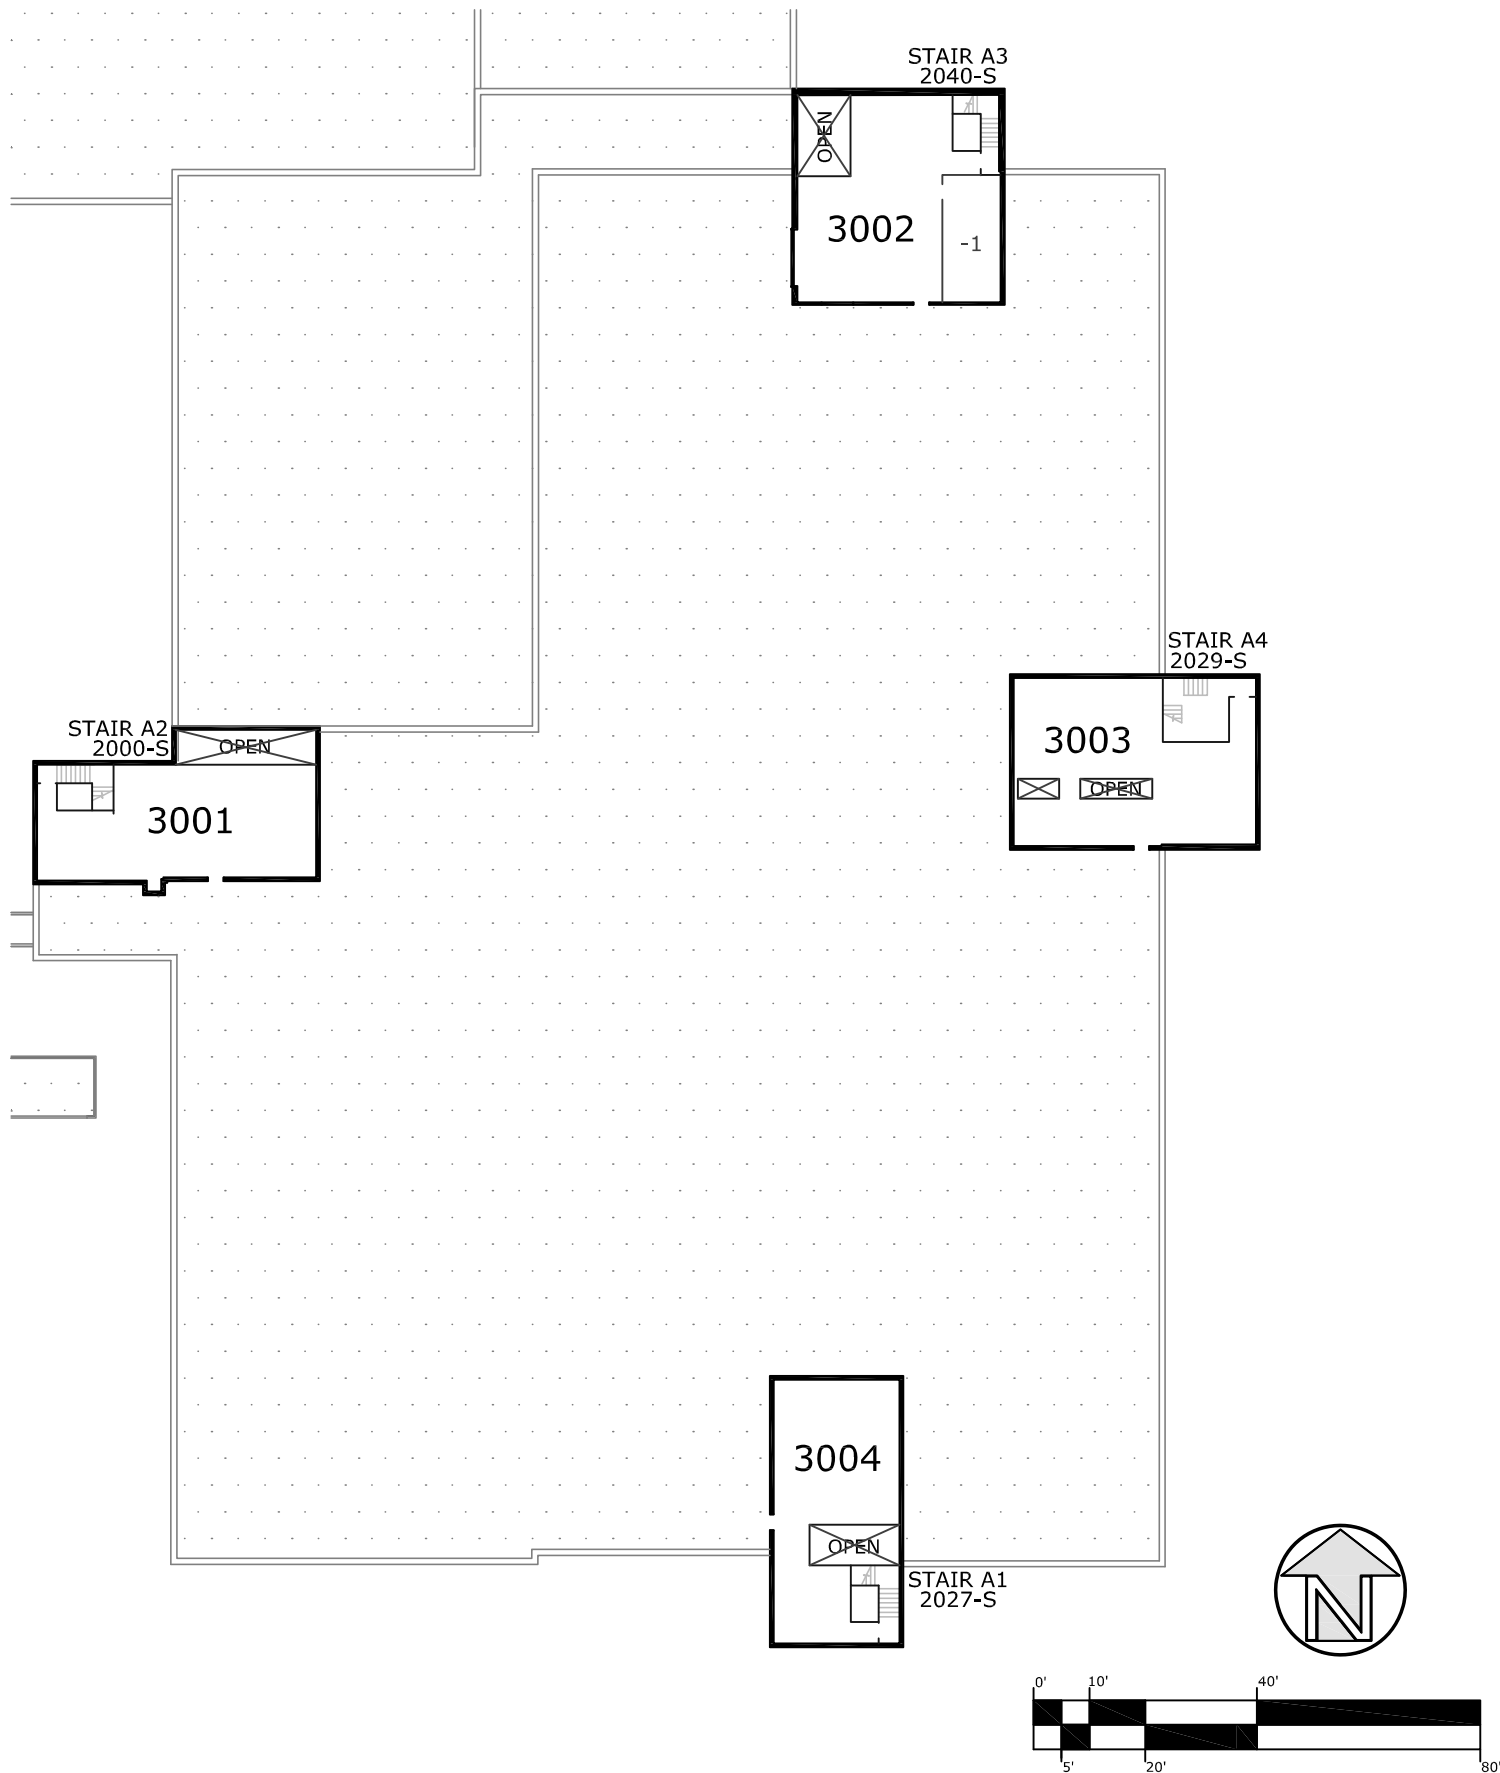 STAIR A3
2040-S
OPEN
3002
-1
STAIR A4
2029-S
3003
OPEN
STAIR A2
2000-S
OPEN
3001
3004
OPEN
STAIR A1
2027-S
N
0' 10' 40'
5' 20' 80'